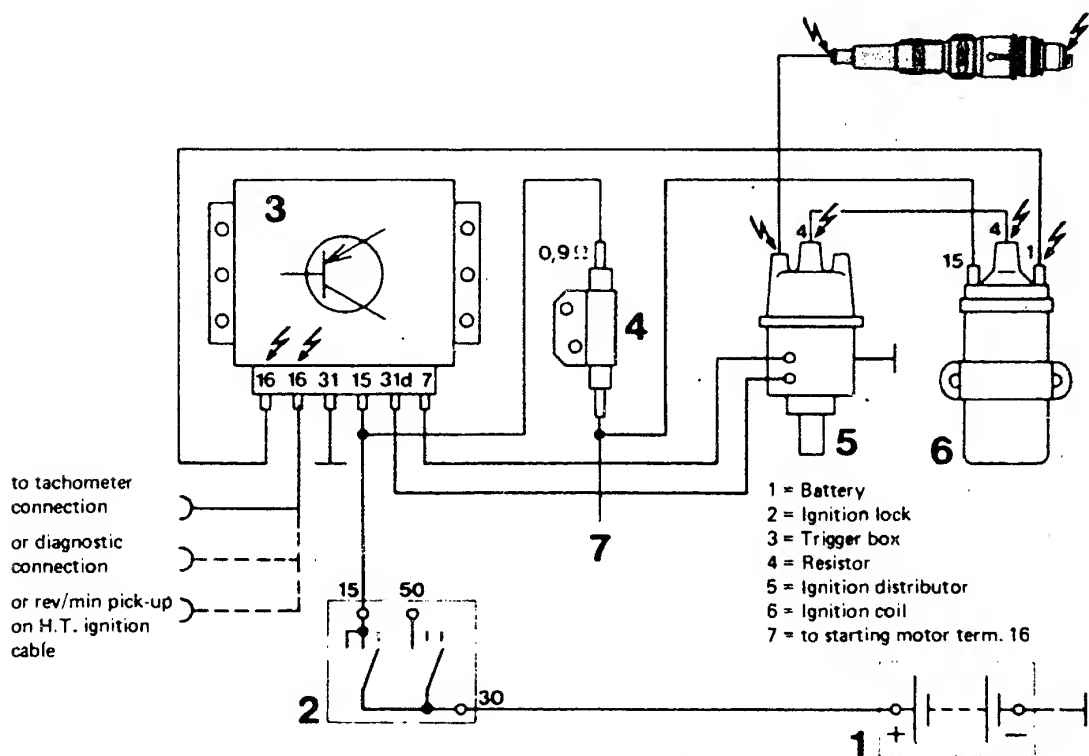 3
4
4
1
15
0,9 Ω
4
16 16 31 15 31d 7
5
6
to tachometer
connection
or diagnostic
connection
or rev/min pick-up
on H.T. ignition
cable
7
1 = Battery
2 = Ignition lock
3 = Trigger box
4 = Resistor
5 = Ignition distributor
6 = Ignition coil
7 = to starting motor term. 16
15 50
30
2
1
+ −